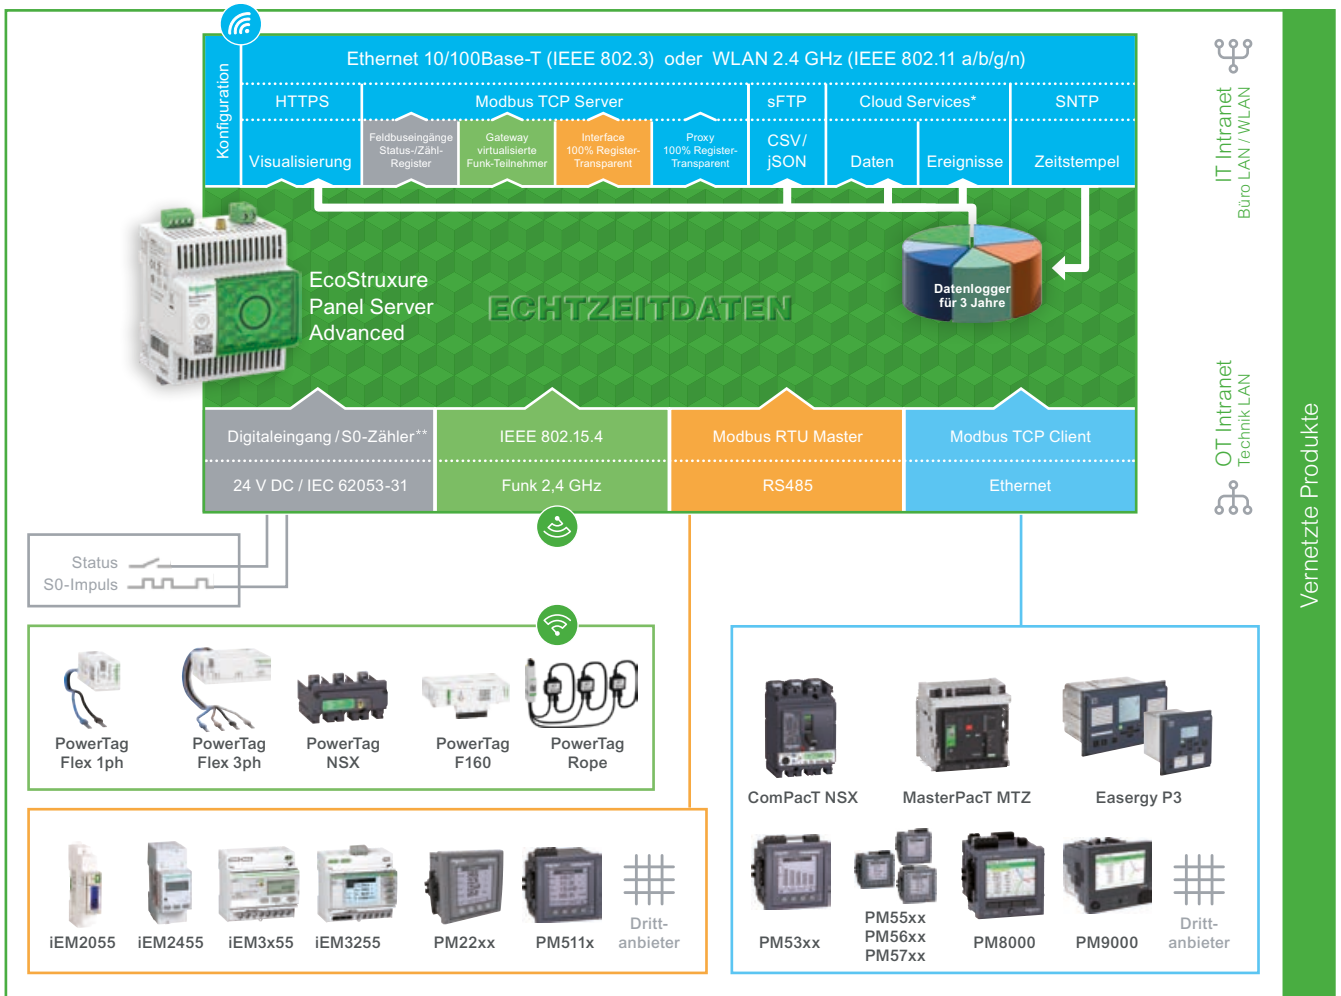 Konfiguration
Ethernet 10/100Base-T (IEEE 802.3) oder WLAN 2.4 GHz (IEEE 802.11 a/b/g/n)
HTTPS
Modbus TCP Server
sFTP
Cloud Services*
SNTP
Visualisierung
Feldbuseingänge
Status-/Zähl-
Register
Gateway
virtualisierte
Funk-Teilnehmer
Interface
100% Register-
Transparent
Proxy
100% Register-
Transparent
CSV/
jSON
Daten
Ereignisse
Zeitstempel
IT Intranet
Büro LAN / WLAN
EcoStruxure
Panel Server
Advanced
ECHTZEITDATEN
Datenlogger
für 3 Jahre
OT Intranet
Technik LAN
Vernetzte Produkte
Digitaleingang / S0-Zähler**
IEEE 802.15.4
Modbus RTU Master
Modbus TCP Client
24 V DC / IEC 62053-31
Funk 2,4 GHz
RS485
Ethernet
Status
S0-Impuls
PowerTag
Flex 1ph
PowerTag
Flex 3ph
PowerTag
NSX
PowerTag
F160
PowerTag
Rope
ComPacT NSX
MasterPacT MTZ
Easergy P3
iEM2055
iEM2455
iEM3x55
iEM3255
PM22xx
PM511x
Dritt-
anbieter
PM53xx
PM55xx
PM56xx
PM57xx
PM8000
PM9000
Dritt-
anbieter